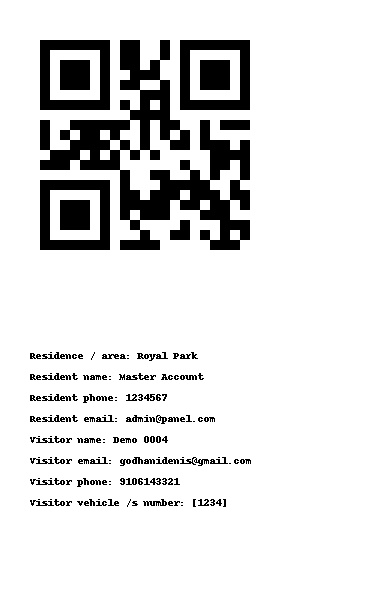 Residence / area: Royal Park
Resident name: Master Account
Resident phone: 1234567
Resident email: admin@panel.com
Visitor name: Demo 0004
Visitor email: godhanidenis@gmail.com
Visitor phone: 9106143321
Visitor vehicle /s number: [1234]